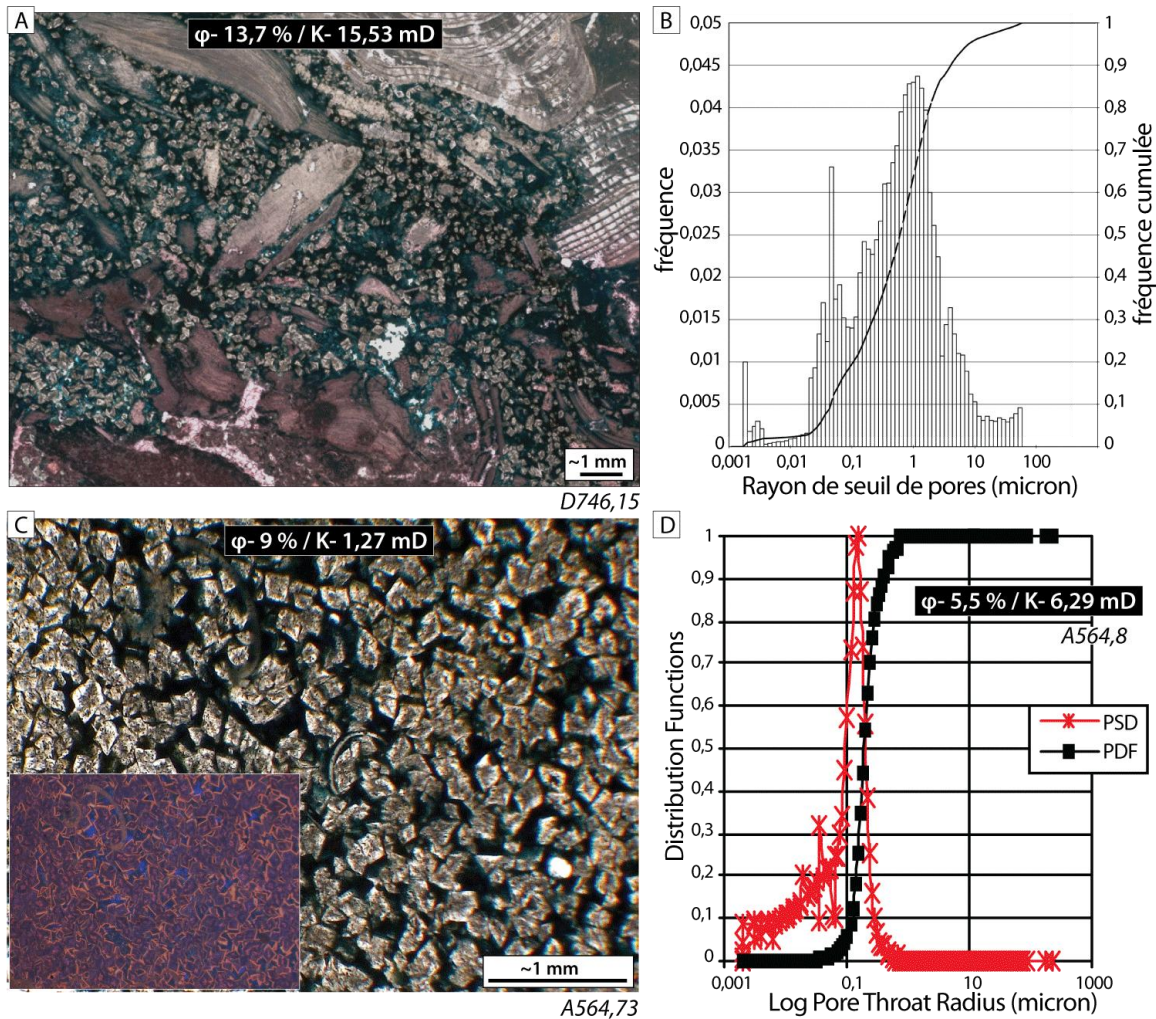 A
φ- 13,7 % / K- 15,53 mD
~1 mm
D746,15
B
0,05
0,045
0,04
0,035
0,03
0,025
0,02
0,015
0,01
0,005
0
fréquence
1
0,9
0,8
0,7
0,6
0,5
0,4
0,3
0,2
0,1
0
fréquence cumulée
0,001 0,01 0,1 1 10 100
Rayon de seuil de pores (micron)
C
φ- 9 % / K- 1,27 mD
~1 mm
A564,73
D
1
0,9
0,8
0,7
0,6
0,5
0,4
0,3
0,2
0,1
0
Distribution Functions
φ- 5,5 % / K- 6,29 mD
A564,8
PSD
PDF
0,001 0,1 10 1000
Log Pore Throat Radius (micron)